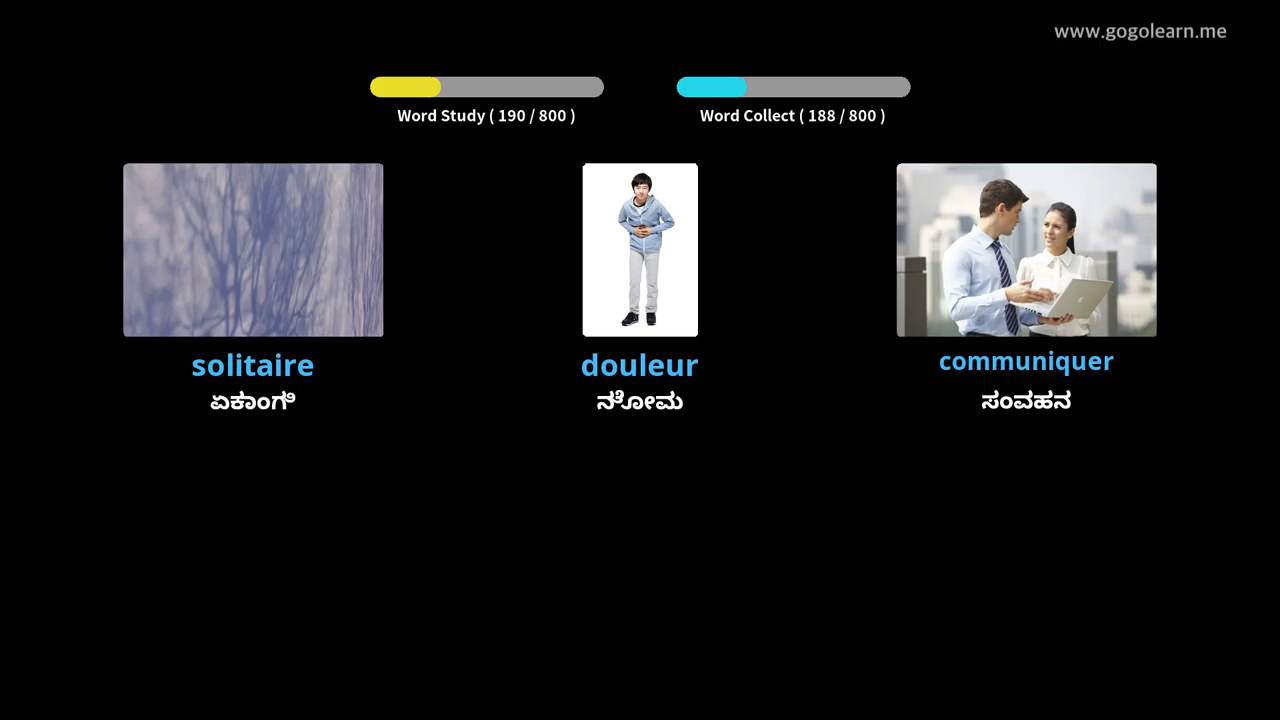 www.gogolearn.me
Word Study ( 190 / 800 )
Word Collect ( 188 / 800 )
solitaire
douleur
communiquer
ಏಕಾಂಗಿ
ನೋವು
ಸಂವಹನ